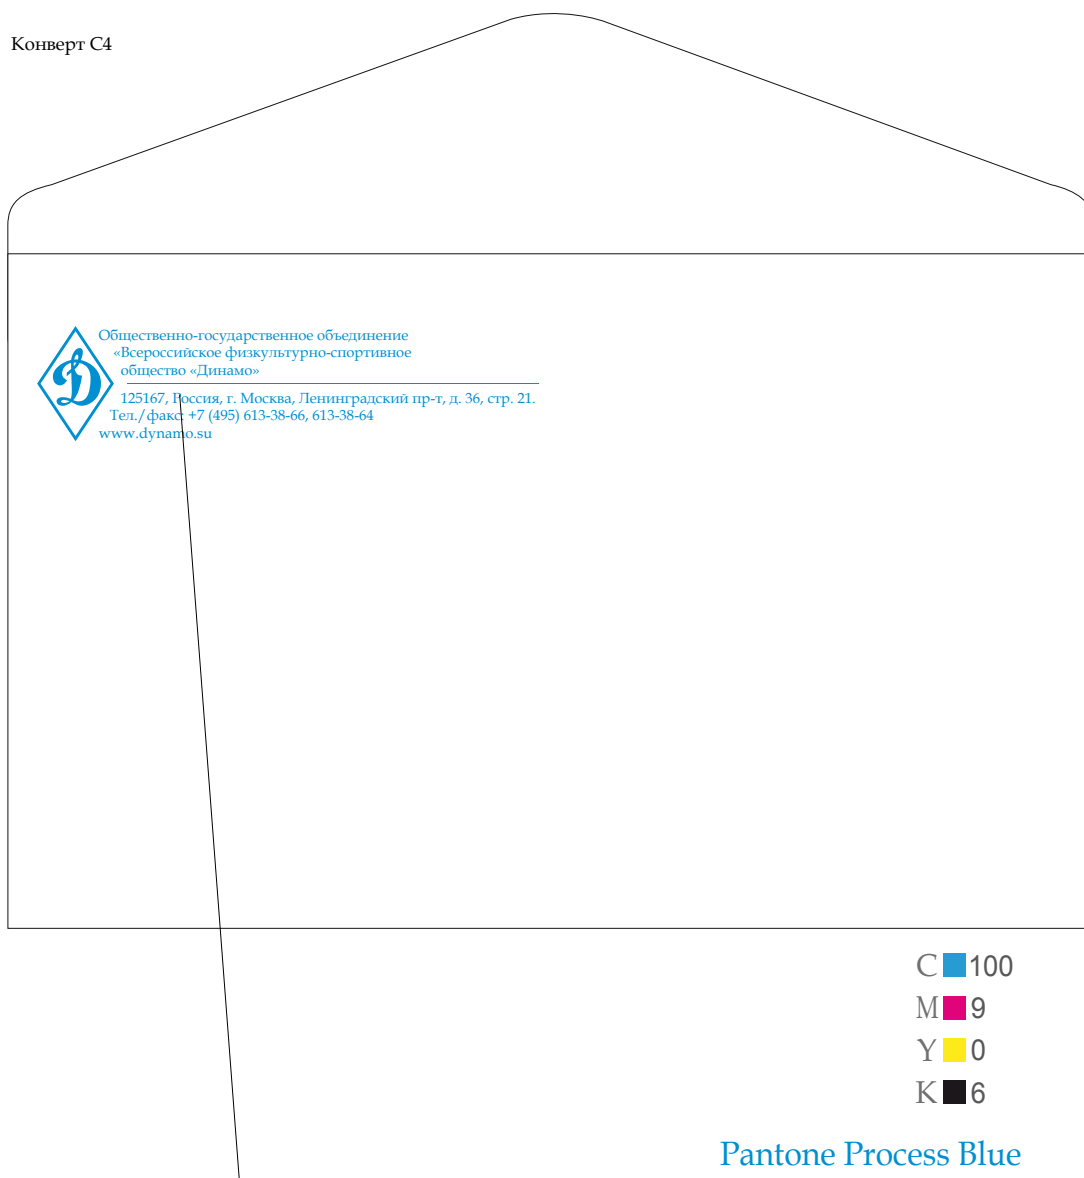 Конверт С4
Общественно-государственное объединение
«Всероссийское физкультурно-спортивное
общество «Динамо»
125167, Россия, г. Москва, Ленинградский пр-т, д. 36, стр. 21.
Тел./факс: +7 (495) 613-38-66, 613-38-64
www.dynamo.su
Д
C 100
M 9
Y 0
K 6
Pantone Process Blue